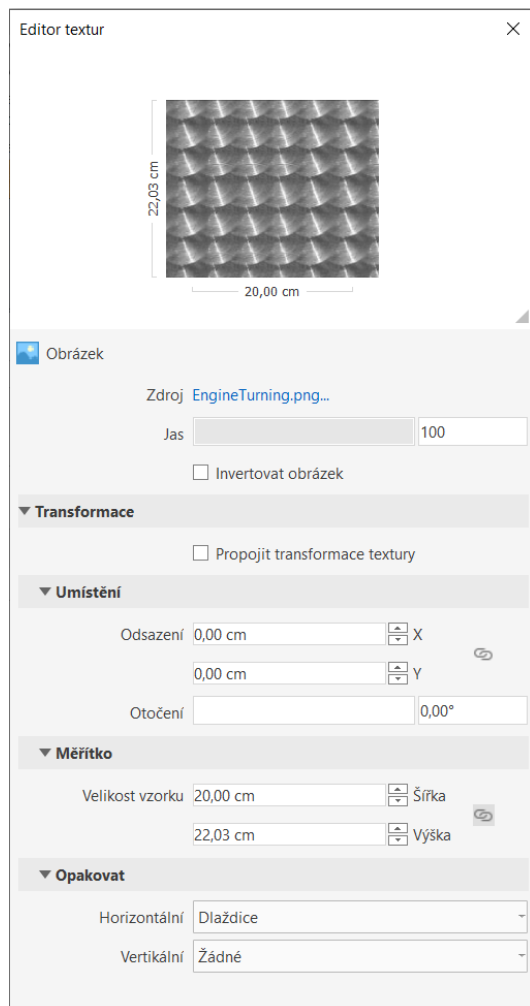 Editor textur
22,03 cm
20,00 cm
Obrázek
Zdroj EngineTurning.png...
Jas 100
Invertovat obrázek
Transformace
Propojit transformace textury
Umístění
Odsazení 0,00 cm X
0,00 cm Y
Otočení 0,00°
Měřítko
Velikost vzorku 20,00 cm Šířka
22,03 cm Výška
Opakovat
Horizontální Dlaždice
Vertikální Žádné